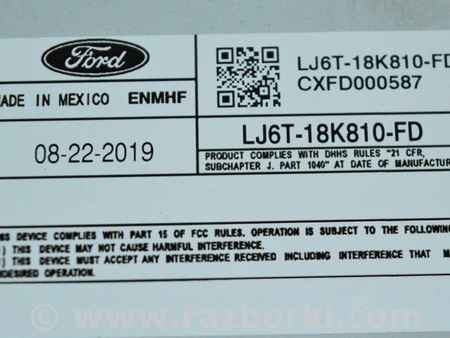 Ford
LJ6T-18K810-FD
CXFD000587
MADE IN MEXICO ENMHF
LJ6T-18K810-FD
08-22-2019
PRODUCT COMPLIES WITH DHHS RULES "21 CFR,
SUBCHAPTER J. PART 1040" AT DATE OF MANUFACTUR
DEVICE COMPLIES WITH PART 15 OF FCC RULES. OPERATION IS SUBJECT TO THE FOLLOWING
) THIS DEVICE MAY NOT CAUSE HARMFUL INTERFERENCE.
) THIS DEVICE MUST ACCEPT ANY INTERFERENCE RECEIVED INCLUDING INTERFERENCE THAT
OPERATION.
© www.razborki.com